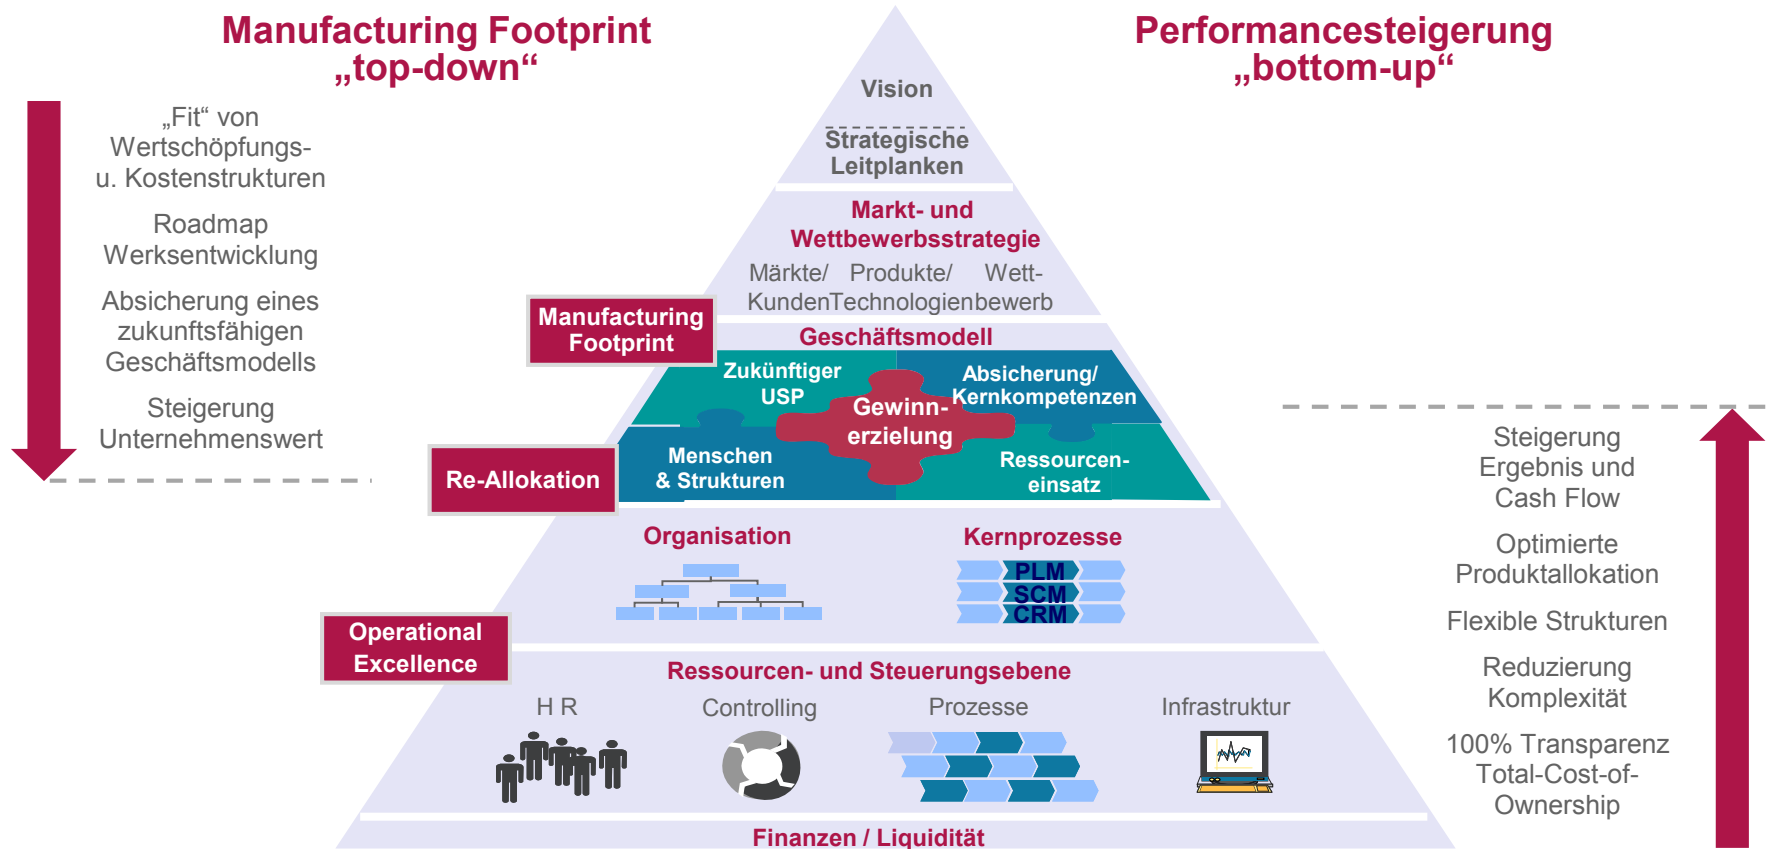 Manufacturing Footprint
„top-down“
„Fit“ von
Wertschöpfungs-
u. Kostenstrukturen
Roadmap
Werksentwicklung
Absicherung eines
zukunftsfähigen
Geschäftsmodells
Steigerung
Unternehmenswert
Vision
Strategische
Leitplanken
Markt- und
Wettbewerbsstrategie
Märkte/ Produkte/ Wett-
Kunden Technologien bewerb
Manufacturing
Footprint
Geschäftsmodell
Zukünftiger
USP
Absicherung/
Kernkompetenzen
Gewinn-
erzielung
Menschen
& Strukturen
Ressourcen-
einsatz
Re-Allokation
Organisation
Kernprozesse
PLM
SCM
CRM
Operational
Excellence
Ressourcen- und Steuerungsebene
H R
Controlling
Prozesse
Infrastruktur
Finanzen / Liquidität
Performancesteigerung
„bottom-up“
Steigerung
Ergebnis und
Cash Flow
Optimierte
Produktallokation
Flexible Strukturen
Reduzierung
Komplexität
100% Transparenz
Total-Cost-of-
Ownership